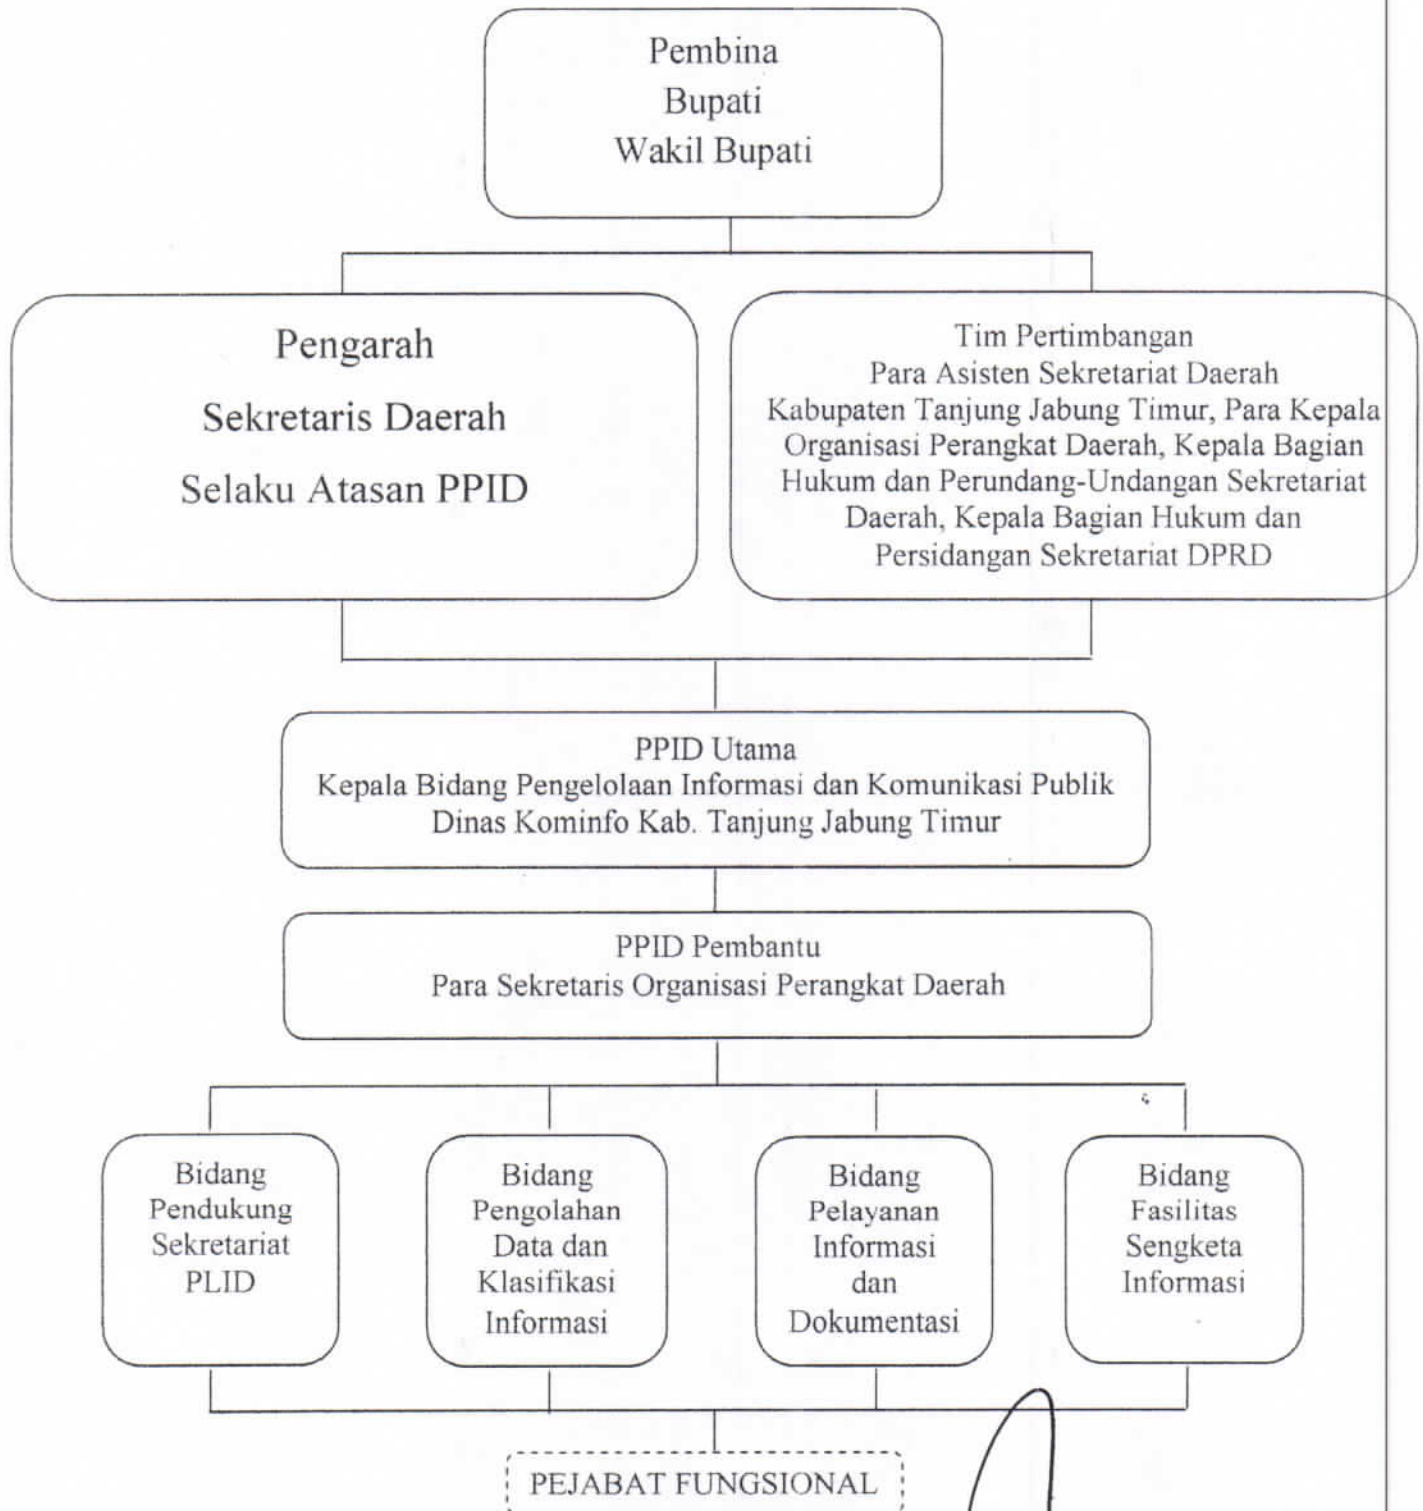 Pembina
Bupati
Wakil Bupati
Pengarah
Sekretaris Daerah
Selaku Atasan PPID
Tim Pertimbangan
Para Asisten Sekretariat Daerah
Kabupaten Tanjung Jabung Timur, Para Kepala
Organisasi Perangkat Daerah, Kepala Bagian
Hukum dan Perundang-Undangan Sekretariat
Daerah, Kepala Bagian Hukum dan
Persidangan Sekretariat DPRD
PPID Utama
Kepala Bidang Pengelolaan Informasi dan Komunikasi Publik
Dinas Kominfo Kab. Tanjung Jabung Timur
PPID Pembantu
Para Sekretaris Organisasi Perangkat Daerah
Bidang
Pendukung
Sekretariat
PLID
Bidang
Pengolahan
Data dan
Klasifikasi
Informasi
Bidang
Pelayanan
Informasi
dan
Dokumentasi
Bidang
Fasilitas
Sengketa
Informasi
PEJABAT FUNGSIONAL